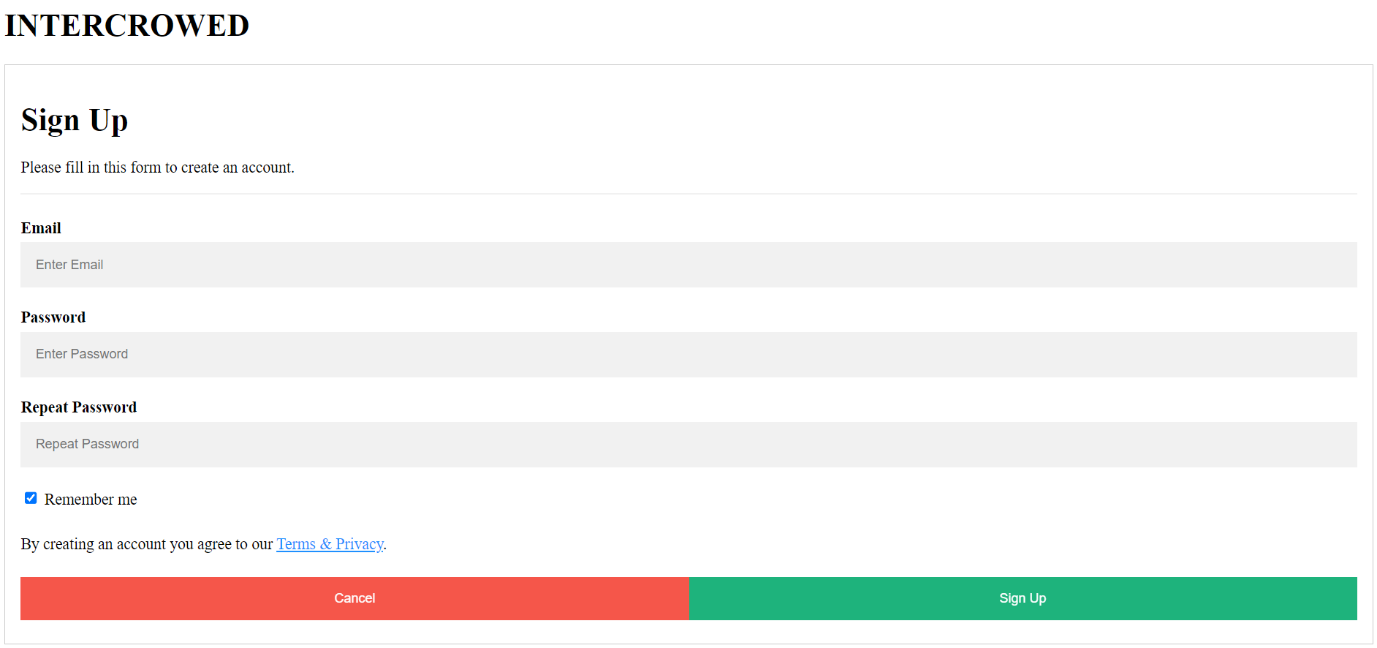 INTERCROWED
Sign Up
Please fill in this form to create an account.
Email
Enter Email
Password
Enter Password
Repeat Password
Repeat Password
Remember me
By creating an account you agree to our Terms & Privacy.
Cancel
Sign Up